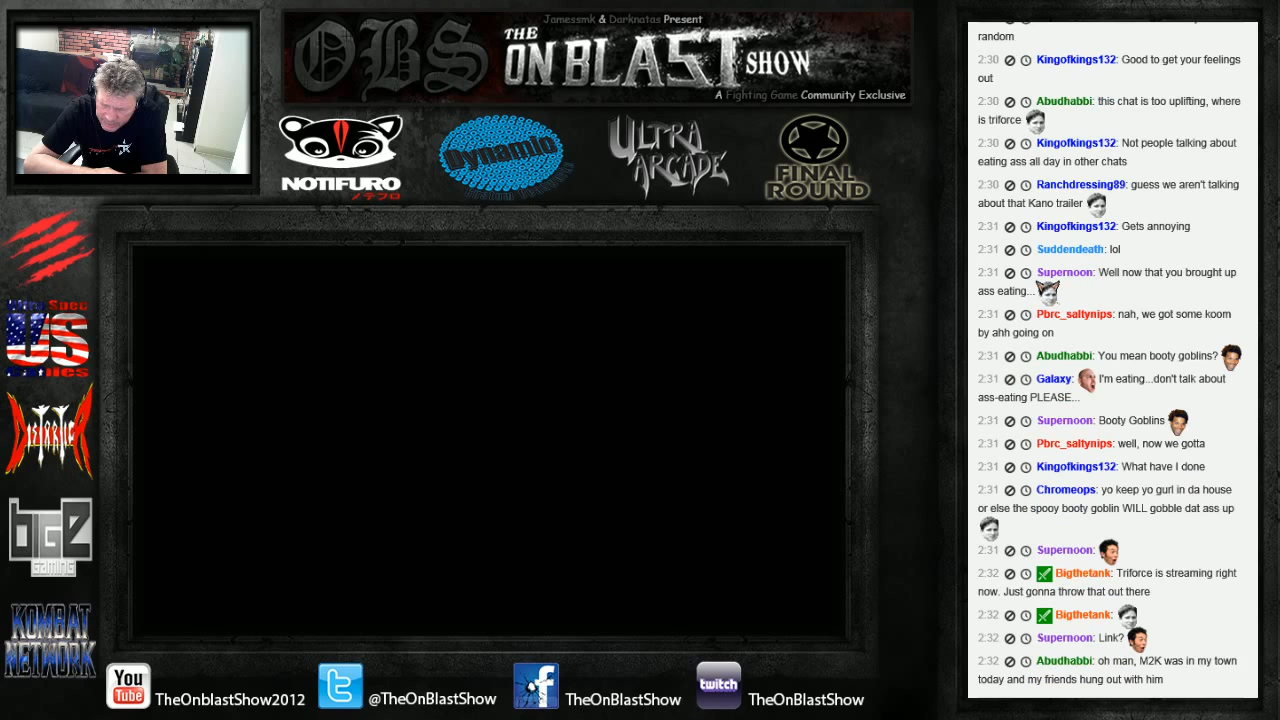 Jamessmk & Darknatas Present
OBS
THE
ON BLAST SHOW
A Fighting Game Community Exclusive
NOTIFURO
ノテフロ
Dynamic
ULTRA
ARCADE
FINAL
ROUND
US
BIGE
GAMING
KOMBAT
NETWORK
You
Tube
TheOnblastShow2012
@TheOnBlastShow
TheOnBlastShow
twitch
TheOnBlastShow
random
2:30 Kingofkings132: Good to get your feelings
out
2:30 Abudhabbi: this chat is too uplifting, where
is triforce
2:30 Kingofkings132: Not people talking about
eating ass all day in other chats
2:30 Ranchdressing89: guess we aren't talking
about that Kano trailer
2:31 Kingofkings132: Gets annoying
2:31 Suddendeath: lol
2:31 Supernoon: Well now that you brought up
ass eating...
2:31 Pbrc_saltynips: nah, we got some koom
by ahh going on
2:31 Abudhabbi: You mean booty goblins?
2:31 Galaxy: I'm eating...don't talk about
ass-eating PLEASE...
2:31 Supernoon: Booty Goblins
2:31 Pbrc_saltynips: well, now we gotta
2:31 Kingofkings132: What have I done
2:31 Chromeops: yo keep yo gurl in da house
or else the spooy booty goblin WILL gobble dat ass up
2:31 Supernoon:
2:32 Bigthetank: Triforce is streaming right
now. Just gonna throw that out there
2:32 Bigthetank:
2:32 Supernoon: Link?
2:32 Abudhabbi: oh man, M2K was in my town
today and my friends hung out with him